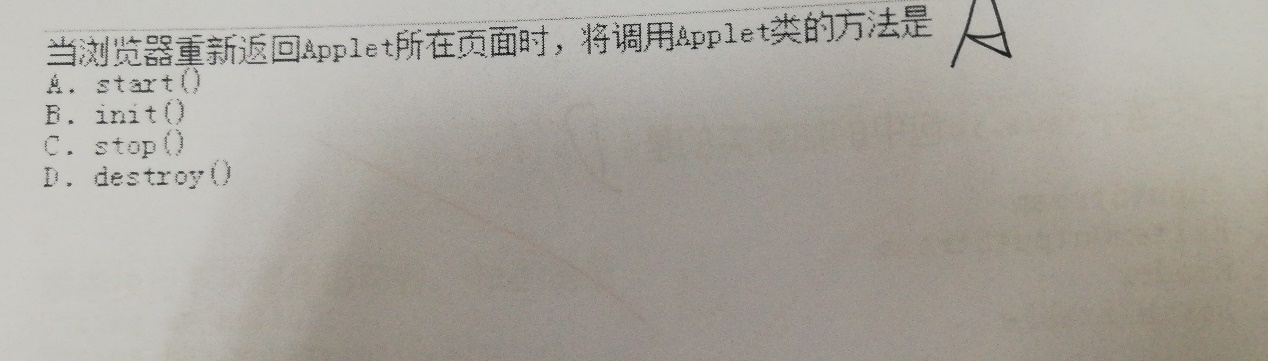 当浏览器重新返回Applet所在页面时，将调用Applet类的方法是 A
A. start()
B. init()
C. stop()
D. destroy()